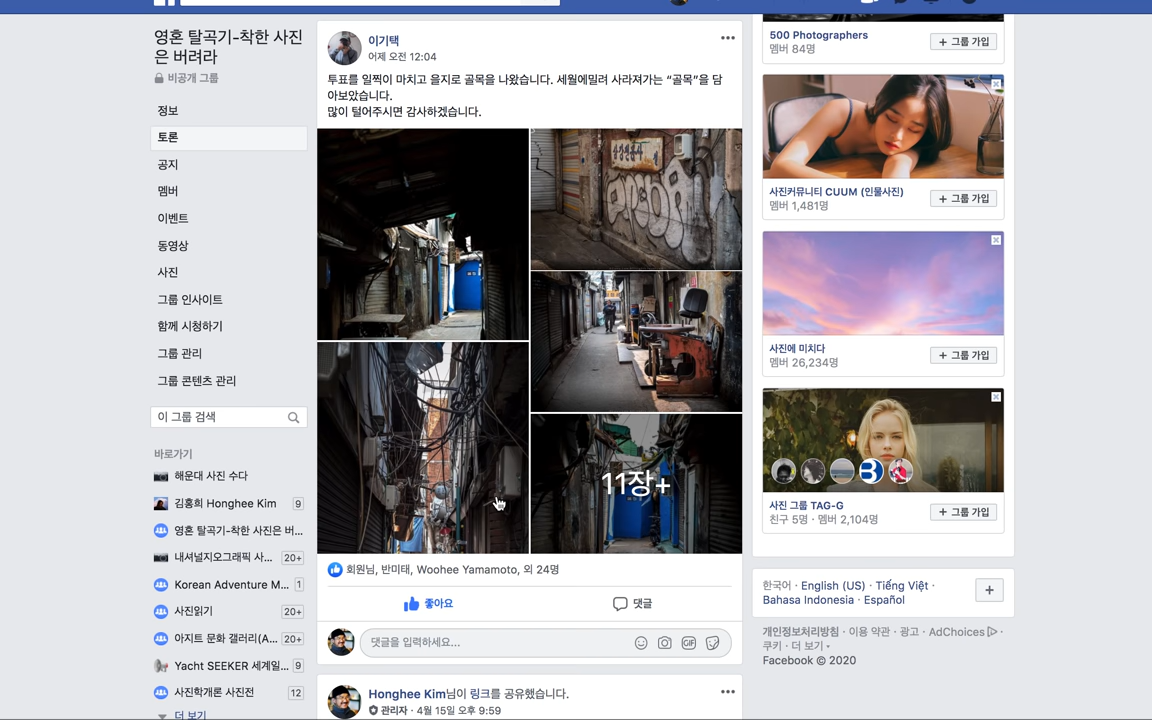 영혼 탈곡기-착한 사진
은 버려라
비공개 그룹
정보
토론
공지
멤버
이벤트
동영상
사진
그룹 인사이트
함께 시청하기
그룹 관리
그룹 콘텐츠 관리
이 그룹 검색
바로가기
해운대 사진 수다
김홍희 Honghee Kim 9
영혼 탈곡기-착한 사진은 버...
내셔널지오그래픽 사... 20+
Korean Adventure M... 1
사진읽기 20+
아지트 문화 갤러리(A... 20+
Yacht SEEKER 세계일... 9
사진학개론 사진전 12
더 보기
이기택
어제 오전 12:04
투표를 일찍이 마치고 을지로 골목을 나왔습니다. 세월에밀려 사라져가는 “골목”을 담
아보았습니다.
많이 털어주시면 감사하겠습니다.
11장+
회원님, 반미태, Woohee Yamamoto, 외 24명
좋아요
댓글
댓글을 입력하세요...
GIF
Honghee Kim님이 링크를 공유했습니다.
관리자 · 4월 15일 오후 9:59
500 Photographers
멤버 84명
+ 그룹 가입
사진커뮤니티 CUUM (인물사진)
멤버 1,481명
+ 그룹 가입
사진에 미치다
멤버 26,234명
+ 그룹 가입
사진 그룹 TAG-G
친구 5명 · 멤버 2,104명
+ 그룹 가입
한국어 · English (US) · Tiếng Việt ·
Bahasa Indonesia · Español
개인정보처리방침 · 이용 약관 · 광고 · AdChoices ·
쿠키 · 더 보기
Facebook © 2020